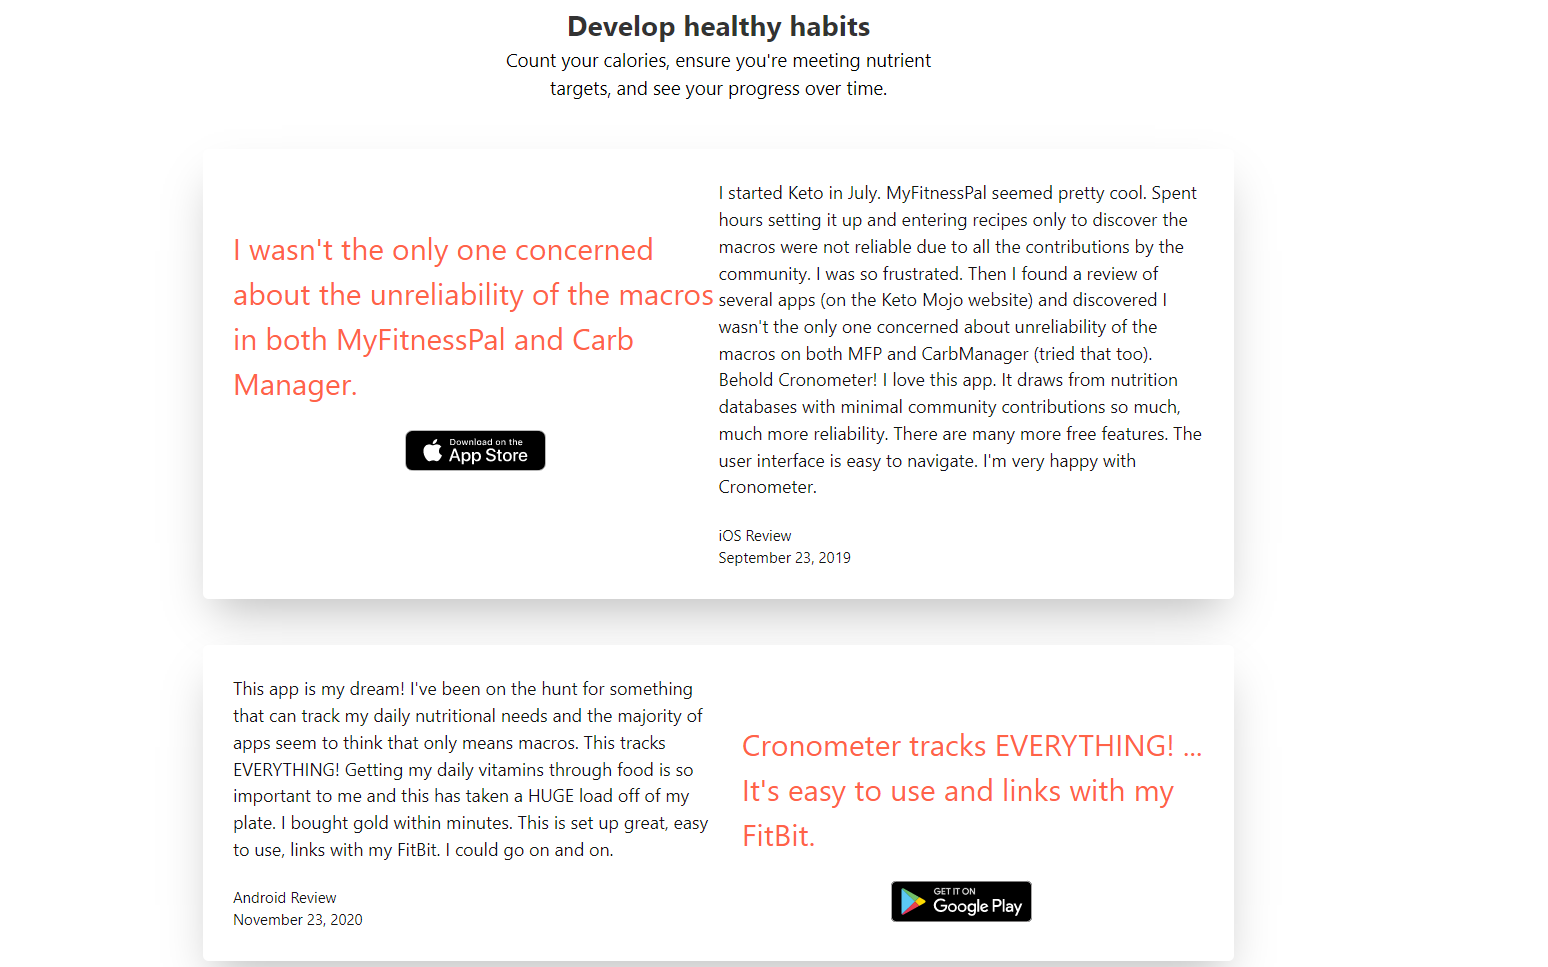 Develop healthy habits
Count your calories, ensure you're meeting nutrient
targets, and see your progress over time.
I wasn't the only one concerned
about the unreliability of the macros
in both MyFitnessPal and Carb
Manager.
Download on the
App Store
I started Keto in July. MyFitnessPal seemed pretty cool. Spent
hours setting it up and entering recipes only to discover the
macros were not reliable due to all the contributions by the
community. I was so frustrated. Then I found a review of
several apps (on the Keto Mojo website) and discovered I
wasn't the only one concerned about unreliability of the
macros on both MFP and CarbManager (tried that too).
Behold Cronometer! I love this app. It draws from nutrition
databases with minimal community contributions so much,
much more reliability. There are many more free features. The
user interface is easy to navigate. I'm very happy with
Cronometer.
iOS Review
September 23, 2019
This app is my dream! I've been on the hunt for something
that can track my daily nutritional needs and the majority of
apps seem to think that only means macros. This tracks
EVERYTHING! Getting my daily vitamins through food is so
important to me and this has taken a HUGE load off of my
plate. I bought gold within minutes. This is set up great, easy
to use, links with my FitBit. I could go on and on.
Android Review
November 23, 2020
Cronometer tracks EVERYTHING! ...
It's easy to use and links with my
FitBit.
GET IT ON
Google Play